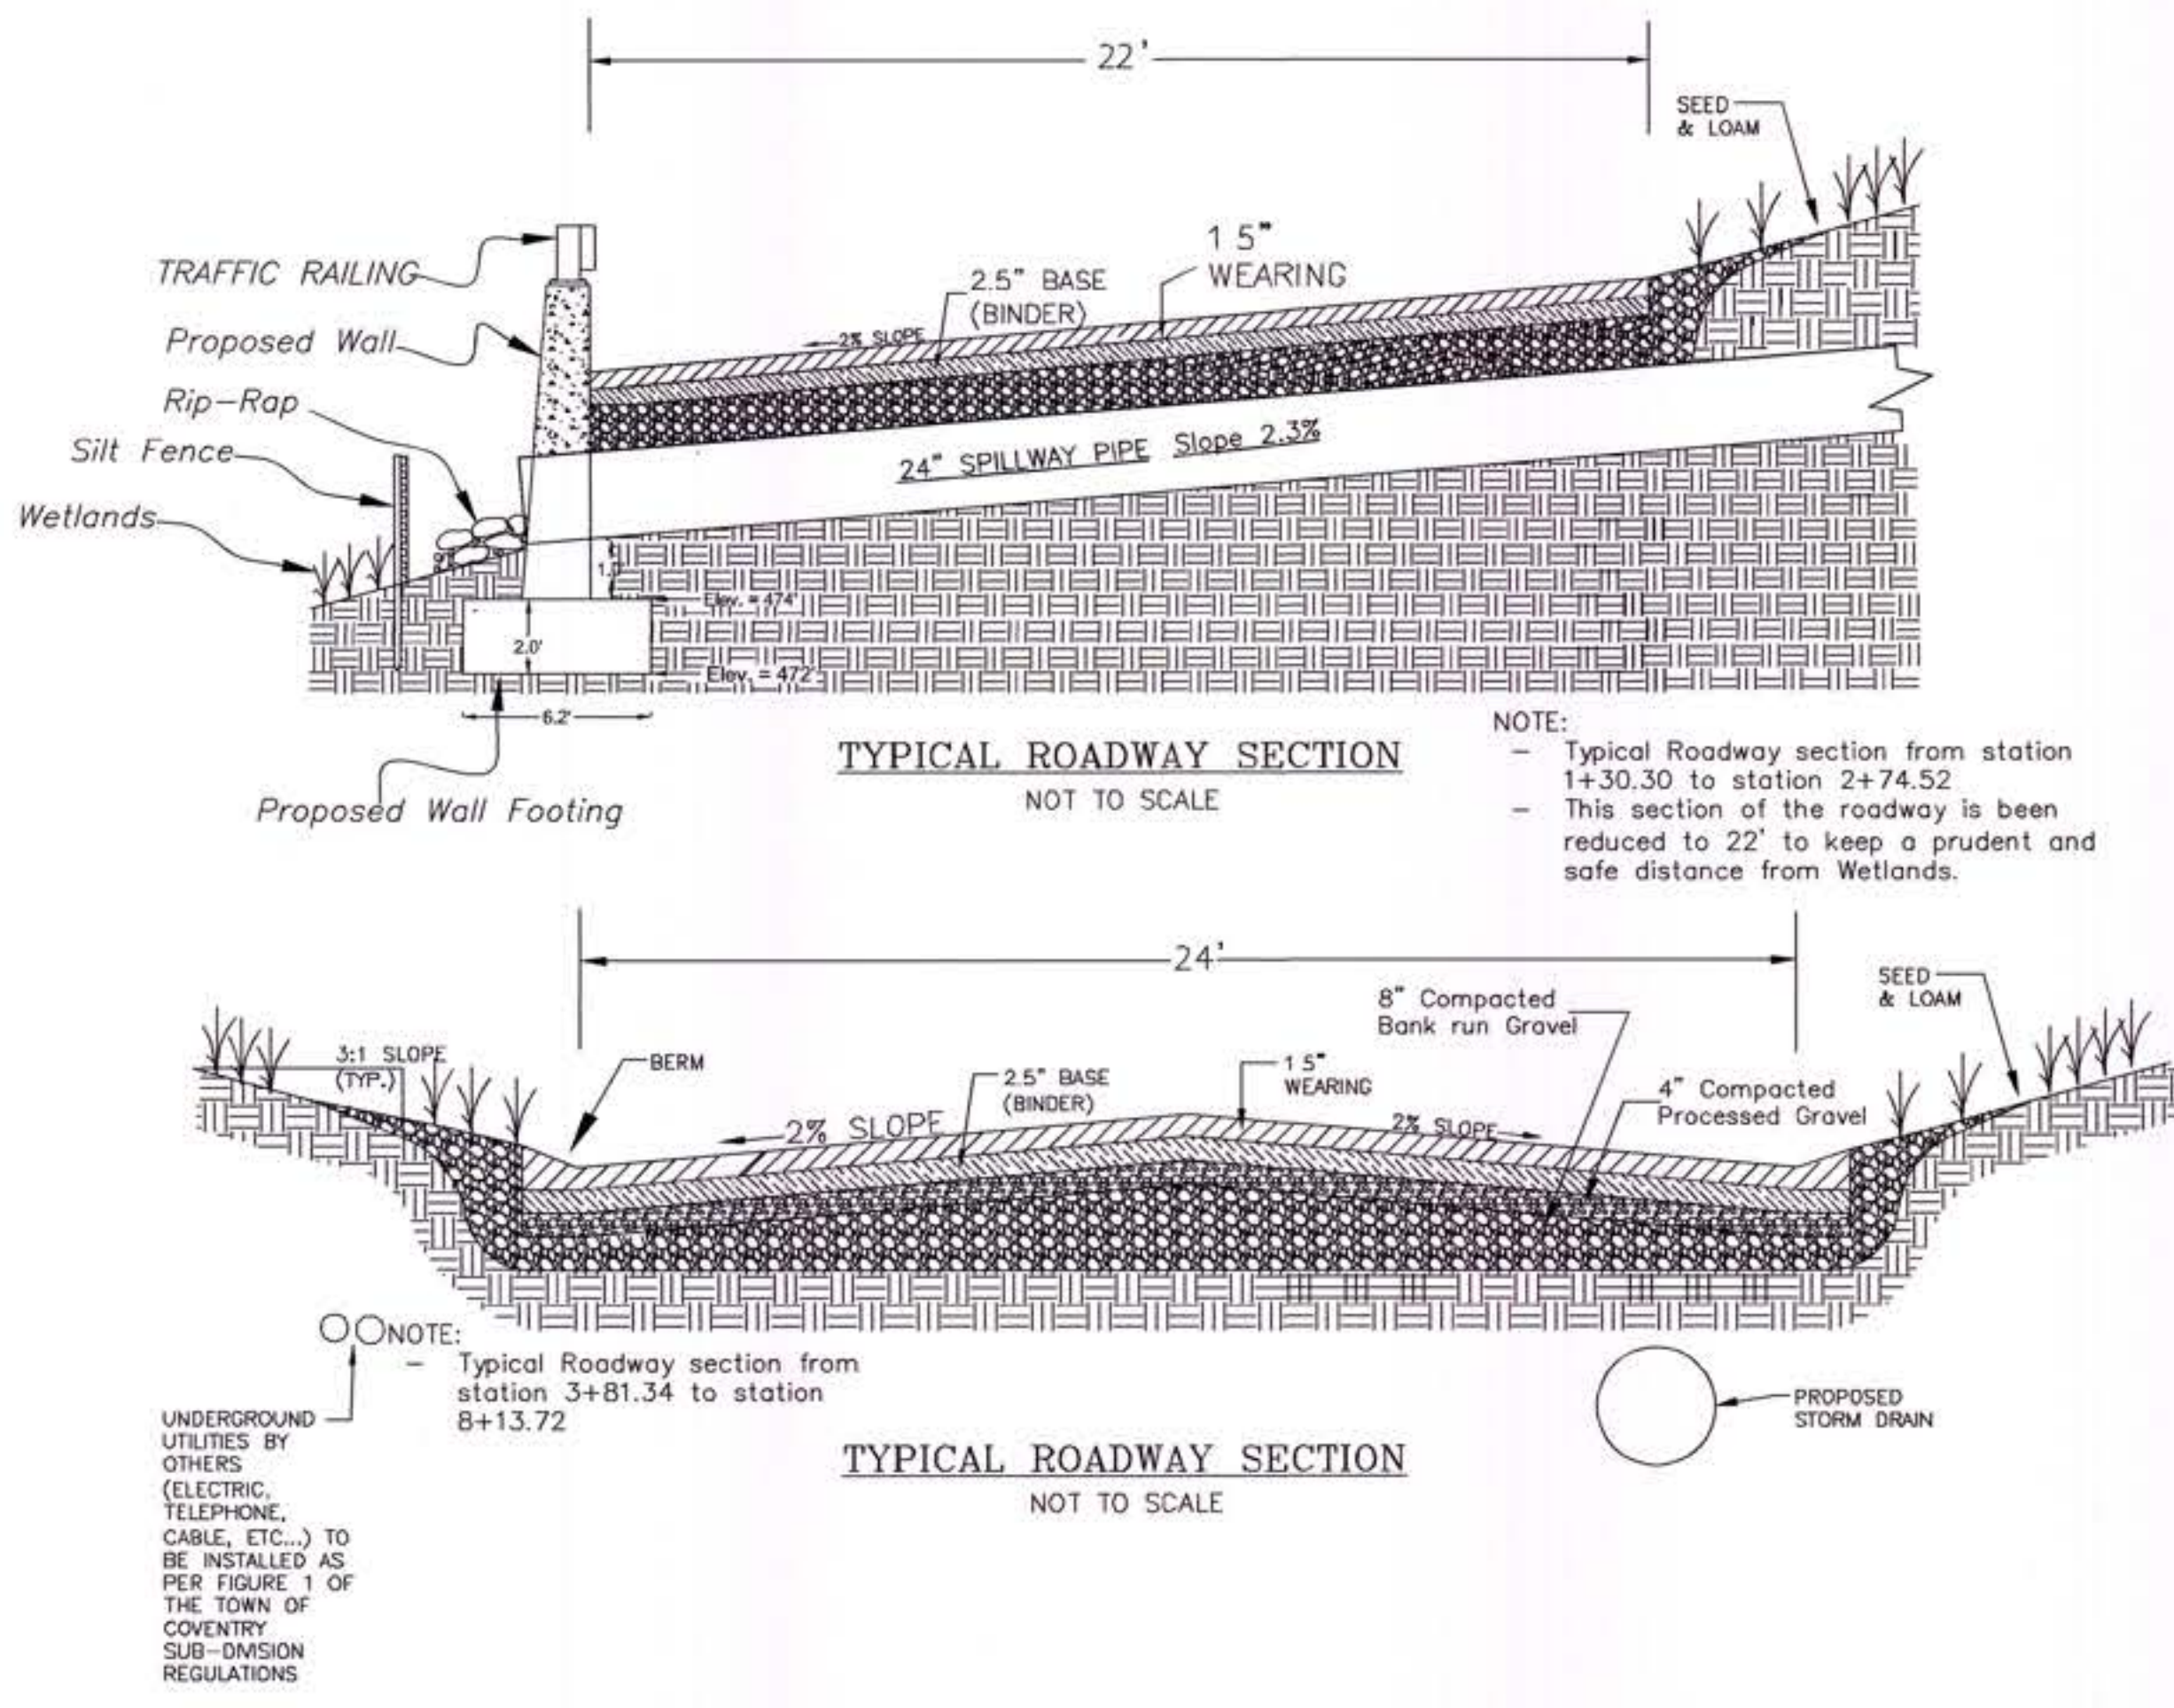 22'
SEED
& LOAM
TRAFFIC RAILING
Proposed Wall
Rip-Rap
Silt Fence
Wetlands
2.5" BASE
(BINDER)
1 5"
WEARING
2% SLOPE
24" SPILLWAY PIPE Slope 2.3%
1.0'
Elev. = 474'
2.0'
Elev. = 472'
6.2'
Proposed Wall Footing
TYPICAL ROADWAY SECTION
NOT TO SCALE
NOTE:
- Typical Roadway section from station
1+30.30 to station 2+74.52
- This section of the roadway is been
reduced to 22' to keep a prudent and
safe distance from Wetlands.
24'
3:1 SLOPE
(TYP.)
BERM
2% SLOPE
2.5" BASE
(BINDER)
1 5"
WEARING
2% SLOPE
8" Compacted
Bank run Gravel
4" Compacted
Processed Gravel
SEED
& LOAM
NOTE:
- Typical Roadway section from
station 3+81.34 to station
8+13.72
UNDERGROUND
UTILITIES BY
OTHERS
(ELECTRIC,
TELEPHONE,
CABLE, ETC...) TO
BE INSTALLED AS
PER FIGURE 1 OF
THE TOWN OF
COVENTRY
SUB-DIVISION
REGULATIONS
PROPOSED
STORM DRAIN
TYPICAL ROADWAY SECTION
NOT TO SCALE